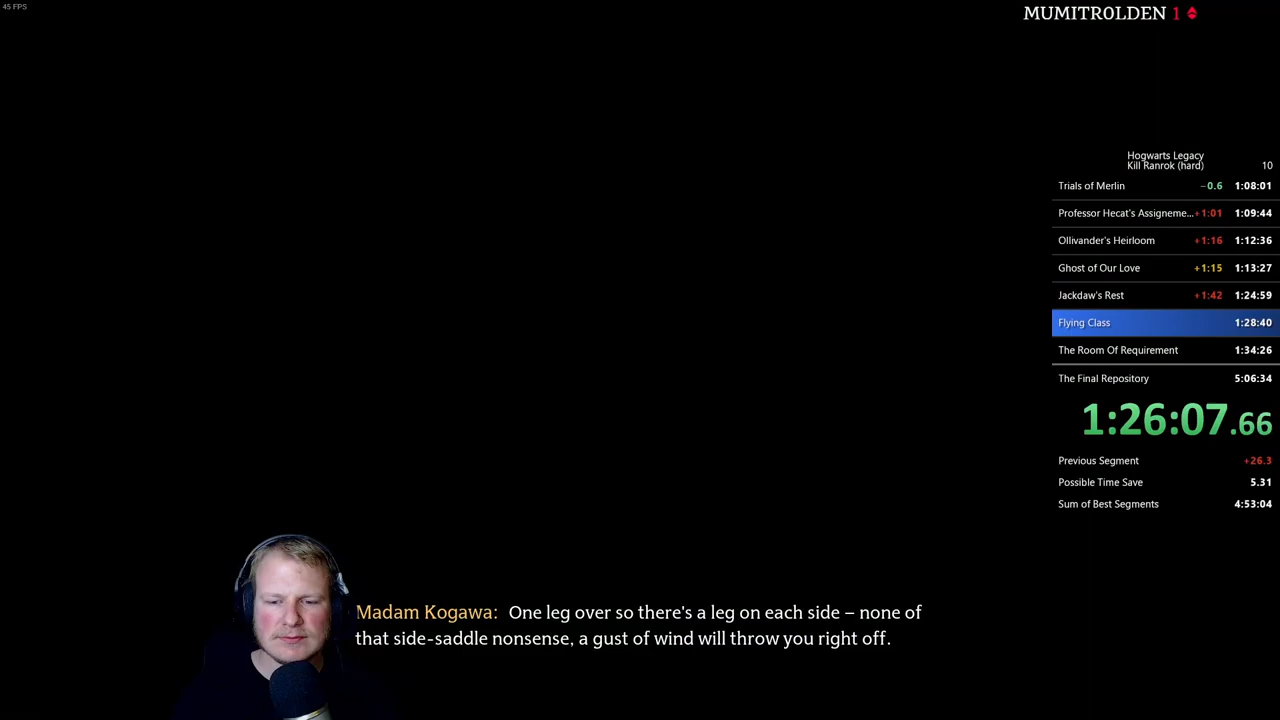 45 FPS
MUMITR0LDEN 1
Hogwarts Legacy
Kill Ranrok (hard) 10
Trials of Merlin −0.6 1:08:01
Professor Hecat's Assigneme... +1:01 1:09:44
Ollivander's Heirloom +1:16 1:12:36
Ghost of Our Love +1:15 1:13:27
Jackdaw's Rest +1:42 1:24:59
Flying Class 1:28:40
The Room Of Requirement 1:34:26
The Final Repository 5:06:34
1:26:07.66
Previous Segment +26.3
Possible Time Save 5.31
Sum of Best Segments 4:53:04
Madam Kogawa: One leg over so there's a leg on each side – none of
that side-saddle nonsense, a gust of wind will throw you right off.